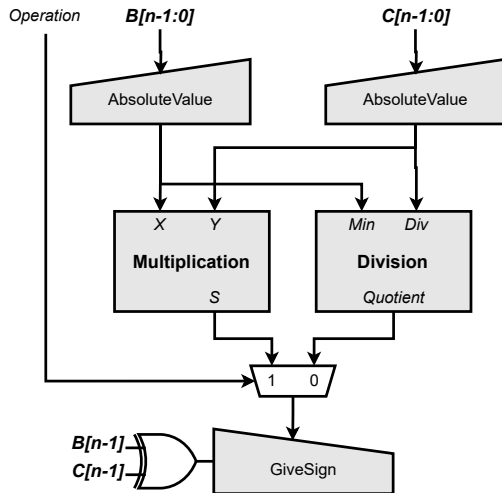 Operation
B[n-1:0]
C[n-1:0]
AbsoluteValue
AbsoluteValue
X Y
Min Div
Multiplication
Division
S
Quotient
1 0
B[n-1]
C[n-1]
GiveSign